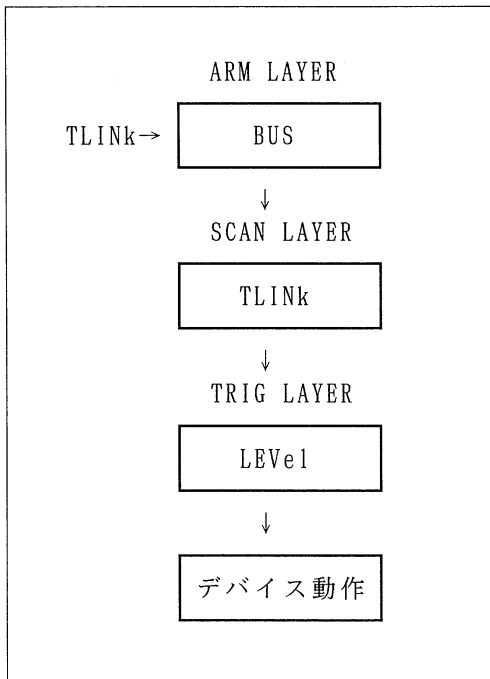 ARM LAYER
TLINk→ BUS
↓
SCAN LAYER
TLINk
↓
TRIG LAYER
LEVel
↓
デバイス動作